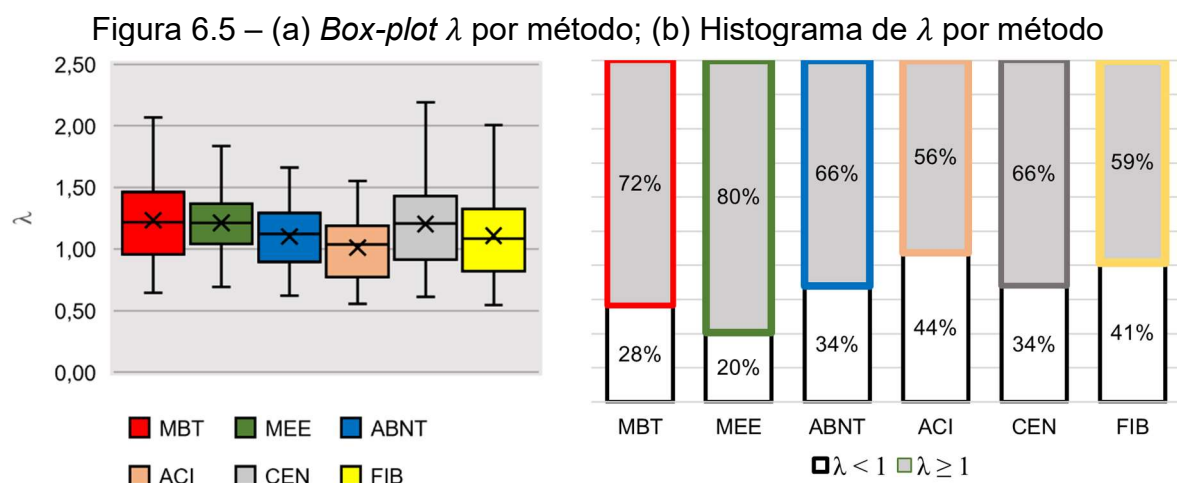 Figura 6.5 – (a) Box-plot λ por método; (b) Histograma de λ por método
2,50
2,00
1,50
1,00
0,50
0,00
λ
MBT MEE ABNT
ACI CEN FIB
72% 80% 66% 56% 66% 59%
28% 20% 34% 44% 34% 41%
MBT MEE ABNT ACI CEN FIB
λ < 1 λ ≥ 1